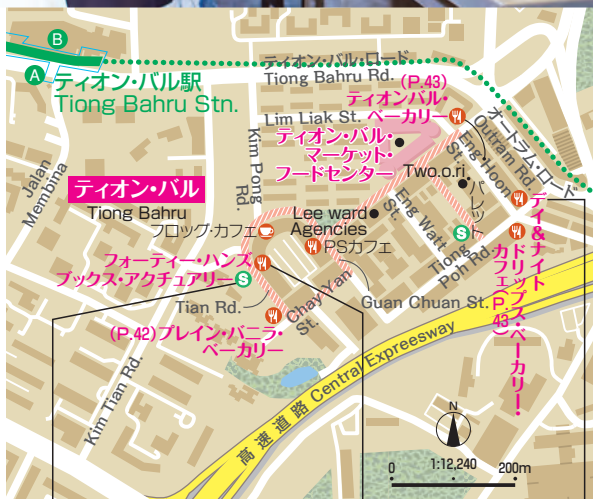 B
A
ティオン・バル駅
Tiong Bahru Stn.
ティオン・バル・ロード
Tiong Bahru Rd.
(P.43)
ティオンバル・
ベーカリー
Lim Liak St.
ティオン・バル・
マーケット・
フードセンター
オートラム・ロード
Outram Rd.
Eng Hoon
St.
Two.o.ri.
バレット
Kim Pong
Rd.
Jalan
Membina
ティオン・バル
Tiong Bahru
フロッグ・カフェ
Lee ward
Agencies
PSカフェ
Eng Watt
St.
S
Tiong
Poh Rd.
デイ&ナイト
ドリップス・ベーカリー・
カフェ(P.43)
フォーティー・ハンズ
ブックス・アクチュアリー
S
Tian Rd.
Chay Yan
St.
Guan Chuan St.
(P.42)プレイン・バニラ・
ベーカリー
Kim Tian Rd.
高速道路 Central Expreesway
N
1:12,240
0
200m